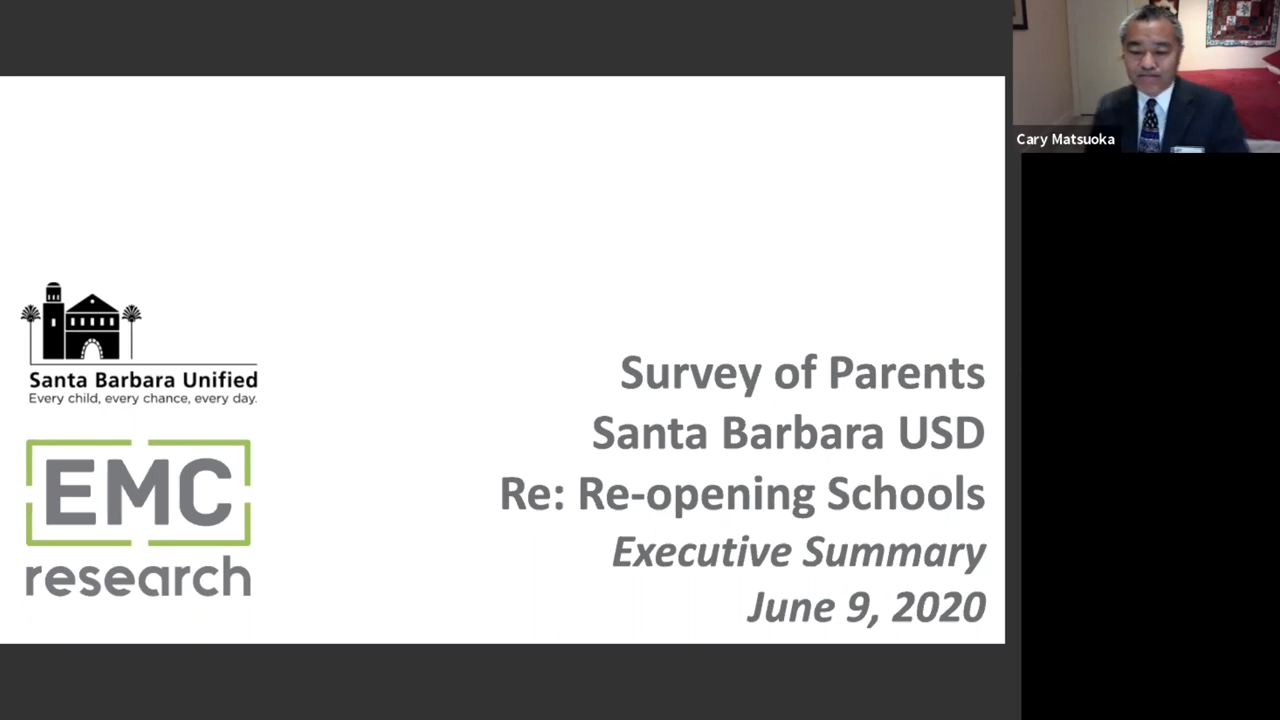 Cary Matsuoka
Santa Barbara Unified
Every child, every chance, every day.
EMC
research
Survey of Parents
Santa Barbara USD
Re: Re-opening Schools
Executive Summary
June 9, 2020